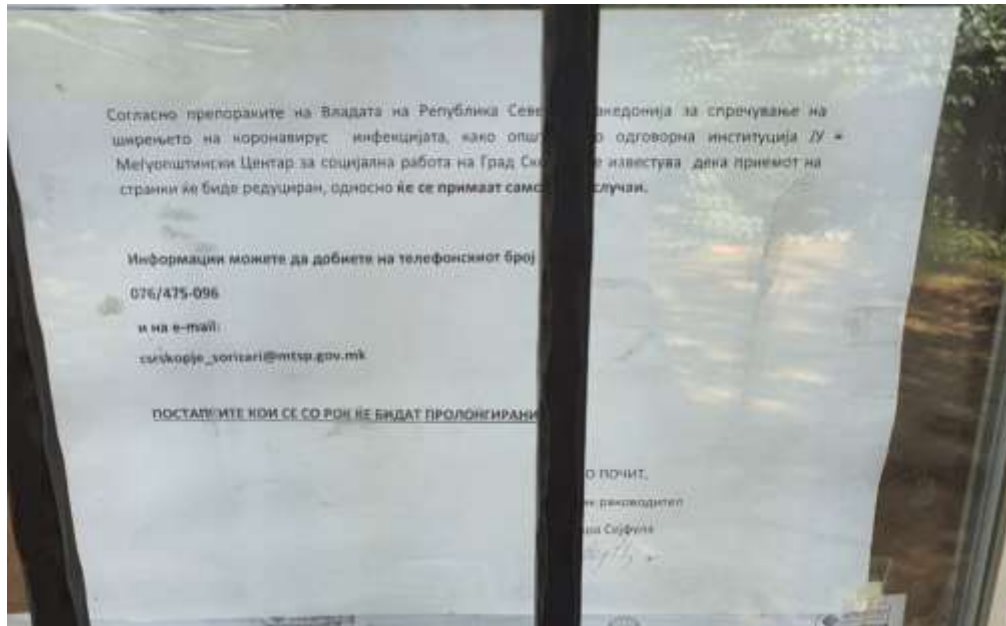 Согласно препораките на Владата на Република Севе акедонија за спречување на
ширењето на коронавирус инфекцијата, како општ о одговорна институција ЈУ –
Меѓуопштински Центар за социјална работа на Град Ск е известува дека приемот на
странки ќе биде редуциран, односно ќе се примаат само случаи.
Информации можете да добиете на телефонскиот број
076/475-096
и на e-mail:
csrskopje_sorizari@mtsp.gov.mk
ПОСТАПКИТЕ КОИ СЕ СО РОК ЌЕ БИДАТ ПРОЛОНГИРАНИ
О ПОЧИТ,
раководител
Сејфула